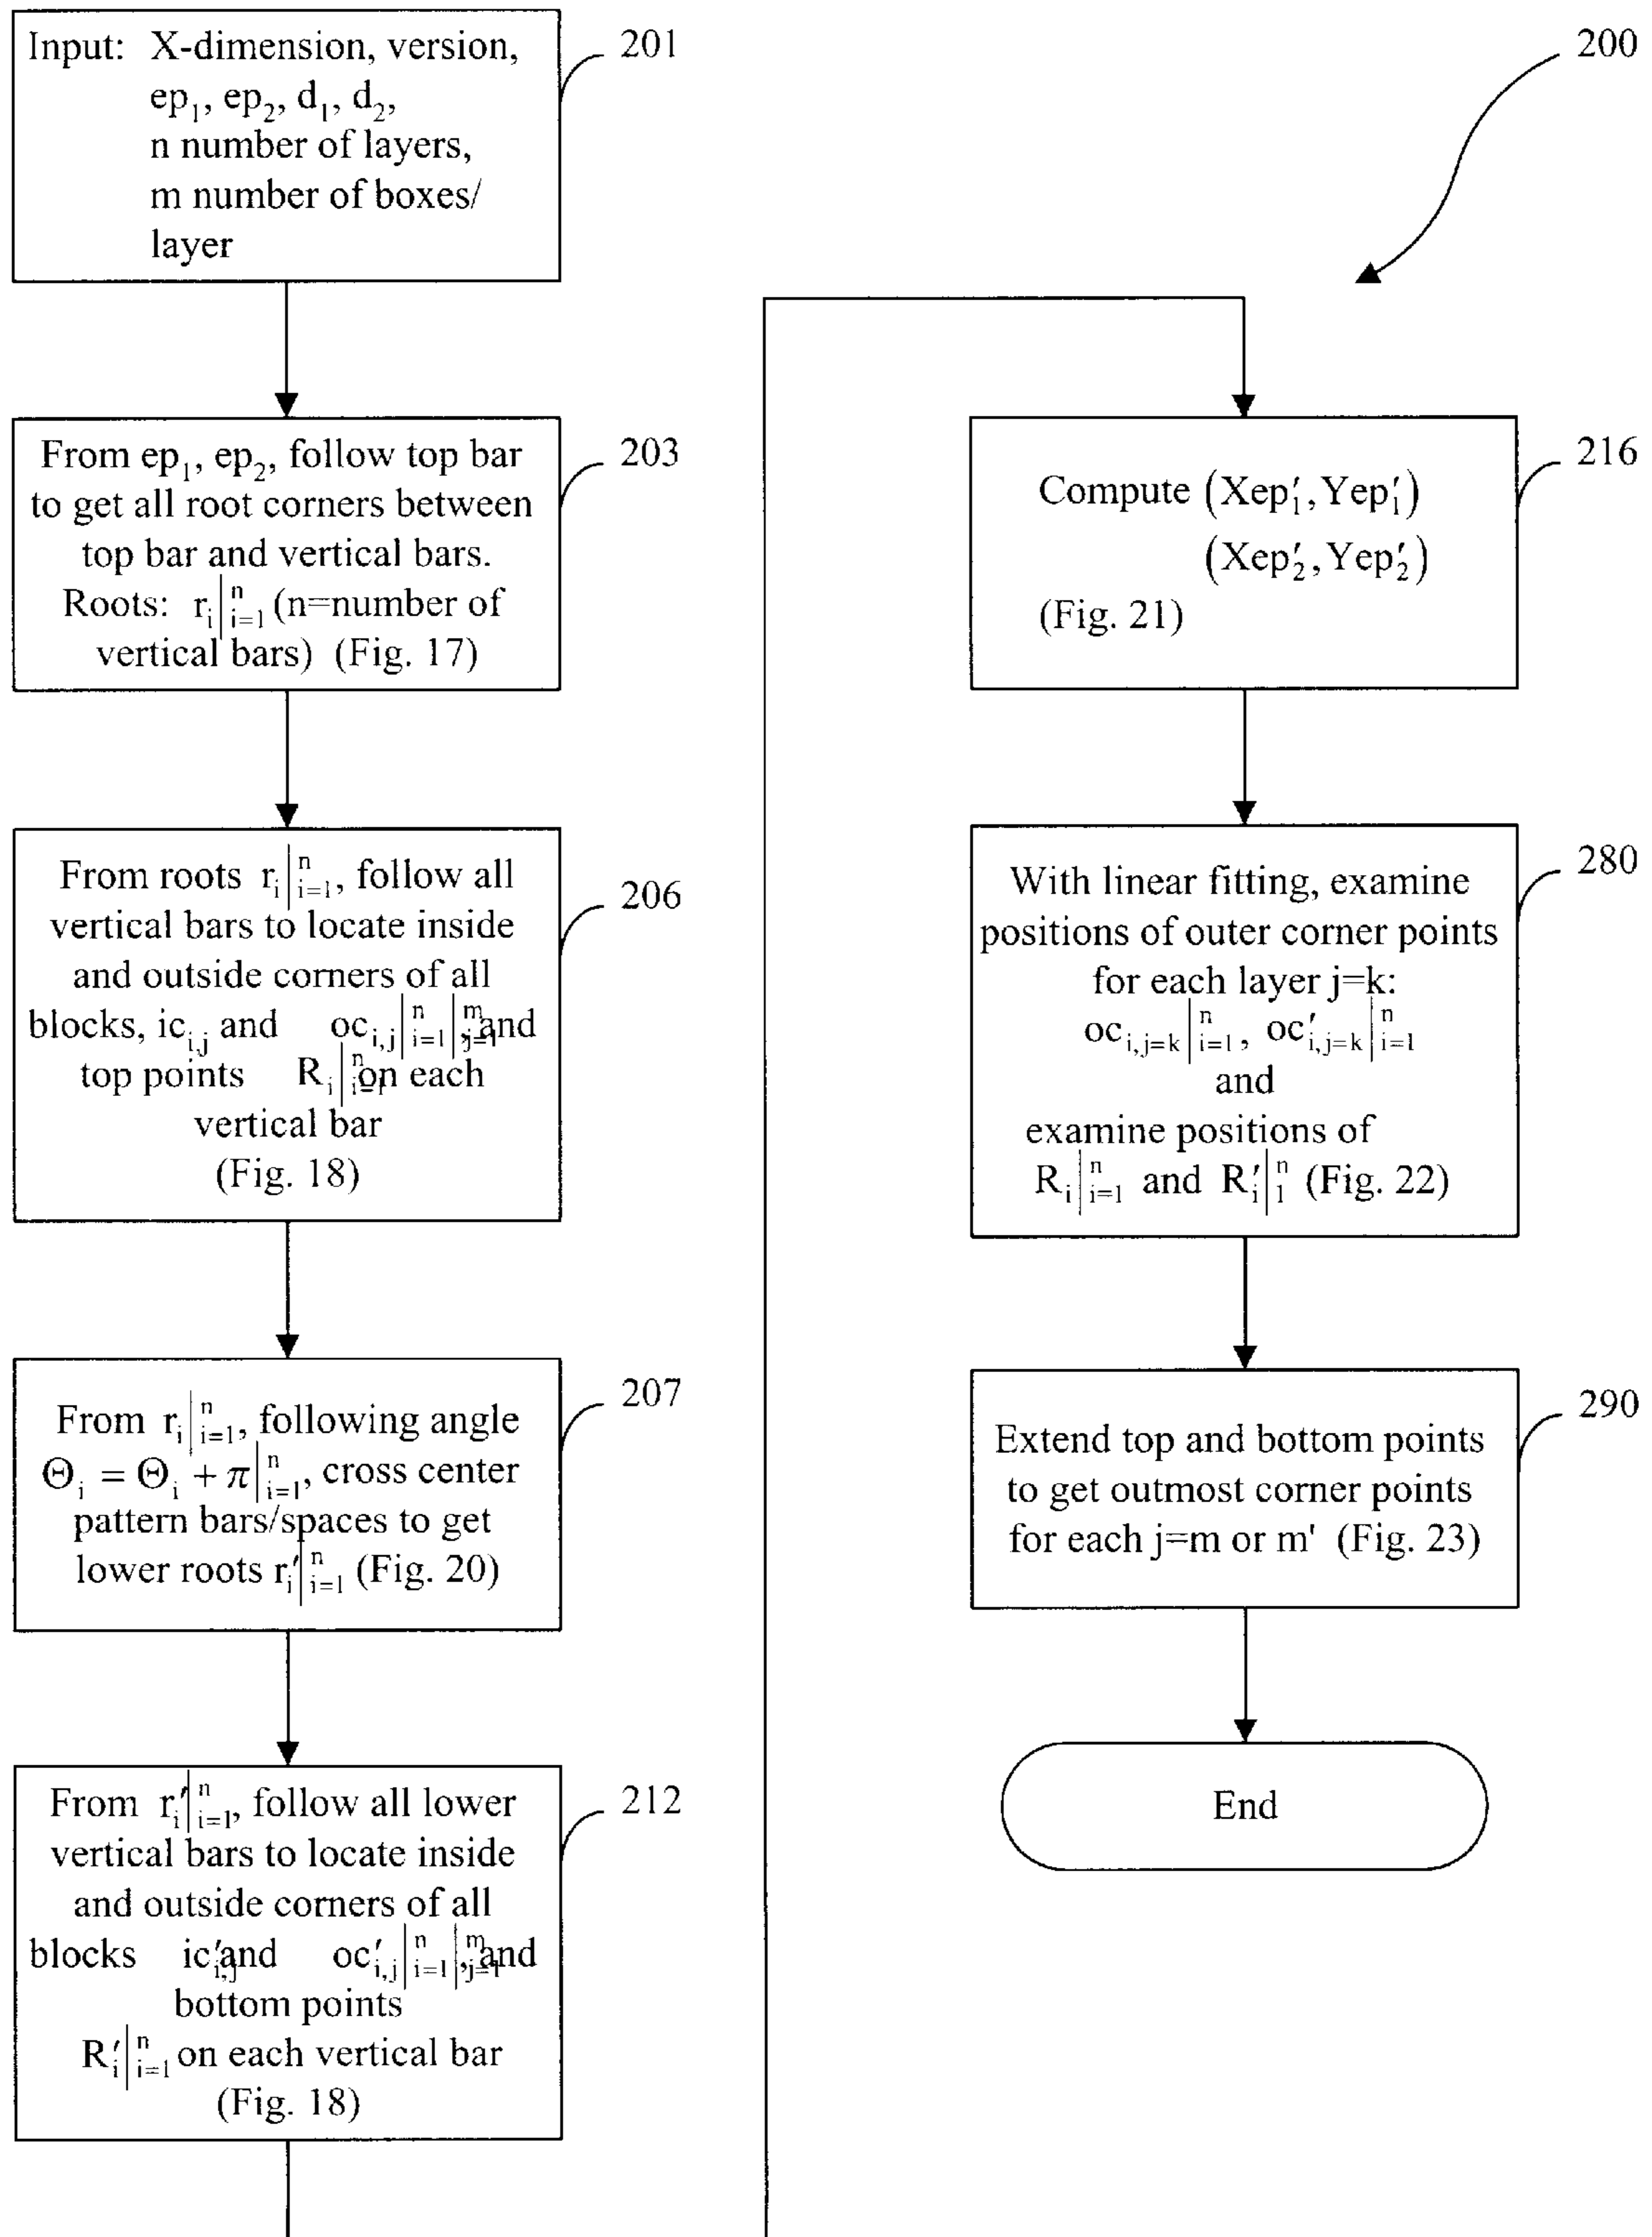 Input: X-dimension, version,
ep₁, ep₂, d₁, d₂,
n number of layers,
m number of boxes/
layer
201
From ep₁, ep₂, follow top bar
to get all root corners between
top bar and vertical bars.
Roots: rᵢ|ⁿᵢ₌₁ (n=number of
vertical bars) (Fig. 17)
203
From roots rᵢ|ⁿᵢ₌₁, follow all
vertical bars to locate inside
and outside corners of all
blocks, icᵢ,ⱼ and ocᵢ,ⱼ|ⁿᵢ₌₁|ᵐⱼ₌₁, and
top points Rᵢ|ⁿᵢ₌₁ on each
vertical bar
(Fig. 18)
206
From rᵢ|ⁿᵢ₌₁, following angle
Θᵢ = Θᵢ + π|ⁿᵢ₌₁, cross center
pattern bars/spaces to get
lower roots rᵢ′|ⁿᵢ₌₁ (Fig. 20)
207
From rᵢ′|ⁿᵢ₌₁, follow all lower
vertical bars to locate inside
and outside corners of all
blocks ic′ᵢ,ⱼ and oc′ᵢ,ⱼ|ⁿᵢ₌₁|ᵐⱼ₌₁, and
bottom points
Rᵢ′|ⁿᵢ₌₁ on each vertical bar
(Fig. 18)
212
200
Compute (Xep₁′, Yep₁′)
(Xep₂′, Yep₂′)
(Fig. 21)
216
With linear fitting, examine
positions of outer corner points
for each layer j=k:
ocᵢ,ⱼ₌ₖ|ⁿᵢ₌₁, oc′ᵢ,ⱼ₌ₖ|ⁿᵢ₌₁
and
examine positions of
Rᵢ|ⁿᵢ₌₁ and Rᵢ′|ⁿ₁ (Fig. 22)
280
Extend top and bottom points
to get outmost corner points
for each j=m or m' (Fig. 23)
290
End